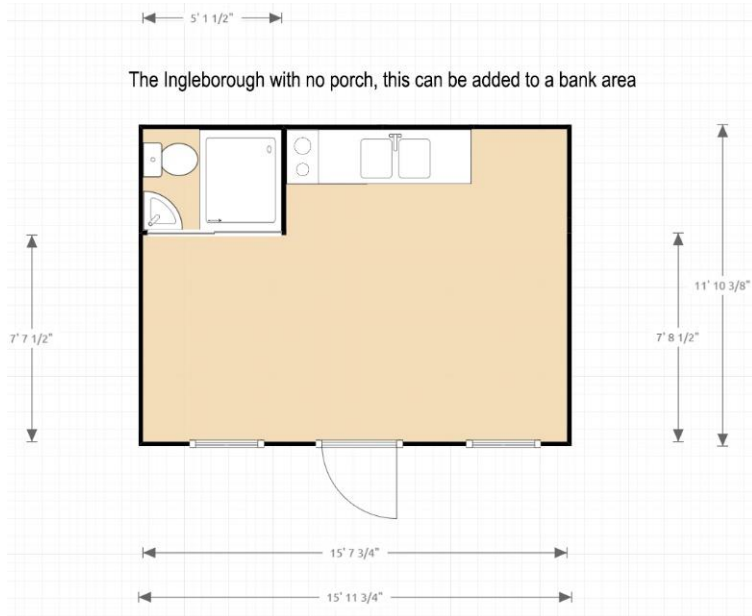 5' 1 1/2"
The Ingleborough with no porch, this can be added to a bank area
11' 10 3/8"
7' 7 1/2"
7' 8 1/2"
15' 7 3/4"
15' 11 3/4"